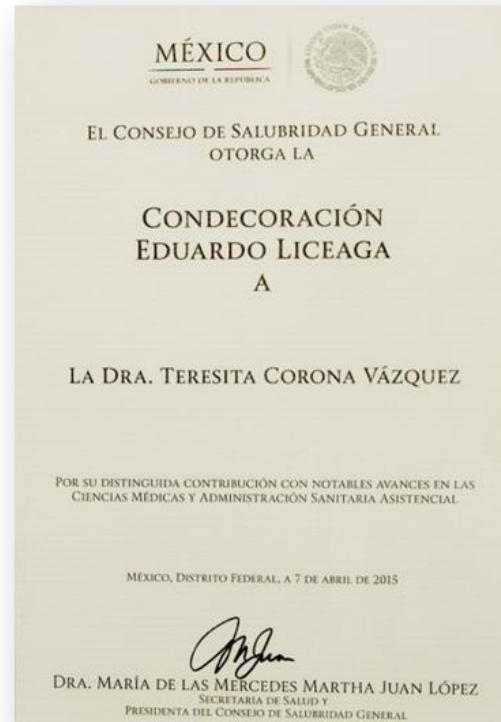 MÉXICO
GOBIERNO DE LA REPÚBLICA
EL CONSEJO DE SALUBRIDAD GENERAL
OTORGA LA
CONDECORACIÓN
EDUARDO LICEAGA
A
LA DRA. TERESITA CORONA VÁZQUEZ
POR SU DISTINGUIDA CONTRIBUCIÓN CON NOTABLES AVANCES EN LAS
CIENCIAS MÉDICAS Y ADMINISTRACIÓN SANITARIA ASISTENCIAL
MÉXICO, DISTRITO FEDERAL, A 7 DE ABRIL DE 2015
DRA. MARÍA DE LAS MERCEDES MARTHA JUAN LÓPEZ
SECRETARIA DE SALUD Y
PRESIDENTA DEL CONSEJO DE SALUBRIDAD GENERAL